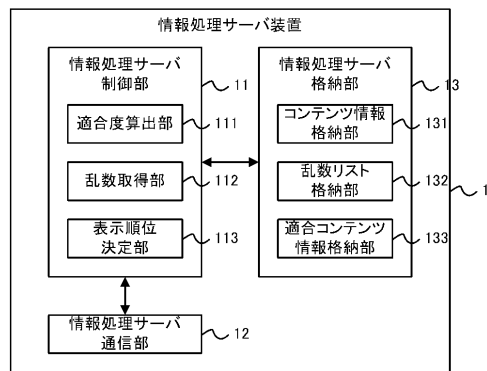 情報処理サーバ装置
情報処理サーバ
制御部
11
適合度算出部
111
乱数取得部
112
表示順位
決定部
113
情報処理サーバ
格納部
13
コンテンツ情報
格納部
131
乱数リスト
格納部
132
適合コンテンツ
情報格納部
133
1
情報処理サーバ
通信部
12